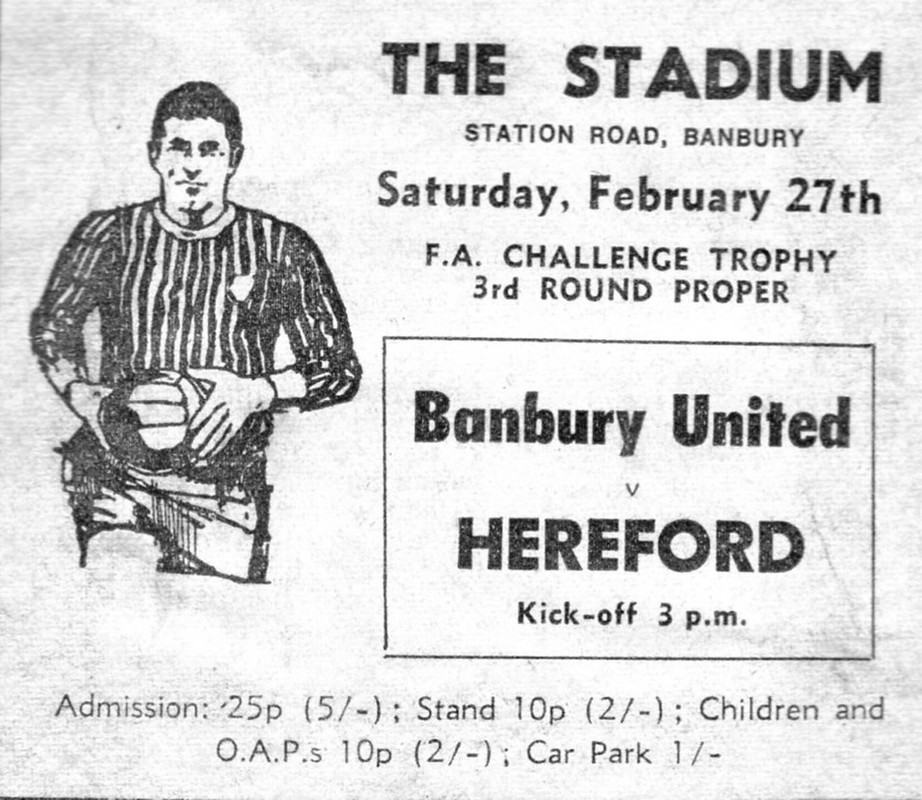 THE STADIUM
STATION ROAD, BANBURY
Saturday, February 27th
F.A. CHALLENGE TROPHY
3rd ROUND PROPER
Banbury United
v
HEREFORD
Kick-off 3 p.m.
Admission: 25p (5/-); Stand 10p (2/-); Children and
O.A.P.s 10p (2/-); Car Park 1/-